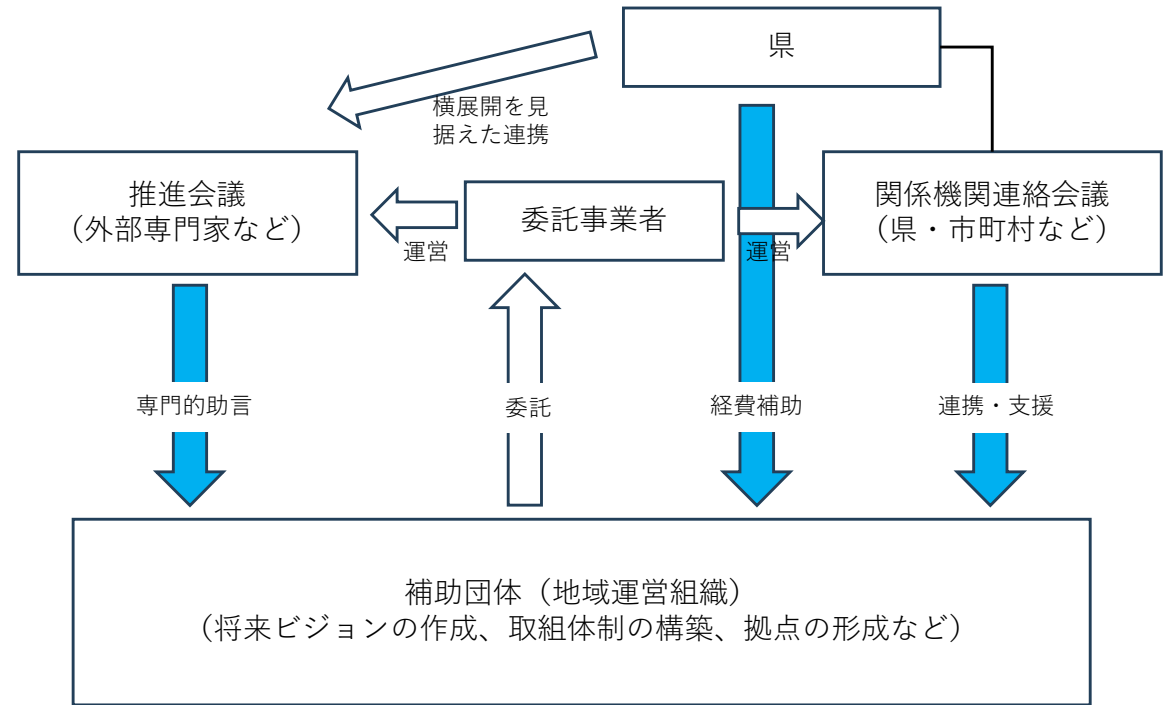 県
横展開を見
据えた連携
推進会議
（外部専門家など）
委託事業者
関係機関連絡会議
（県・市町村など）
運営
運営
専門的助言
委託
経費補助
連携・支援
補助団体（地域運営組織）
（将来ビジョンの作成、取組体制の構築、拠点の形成など）